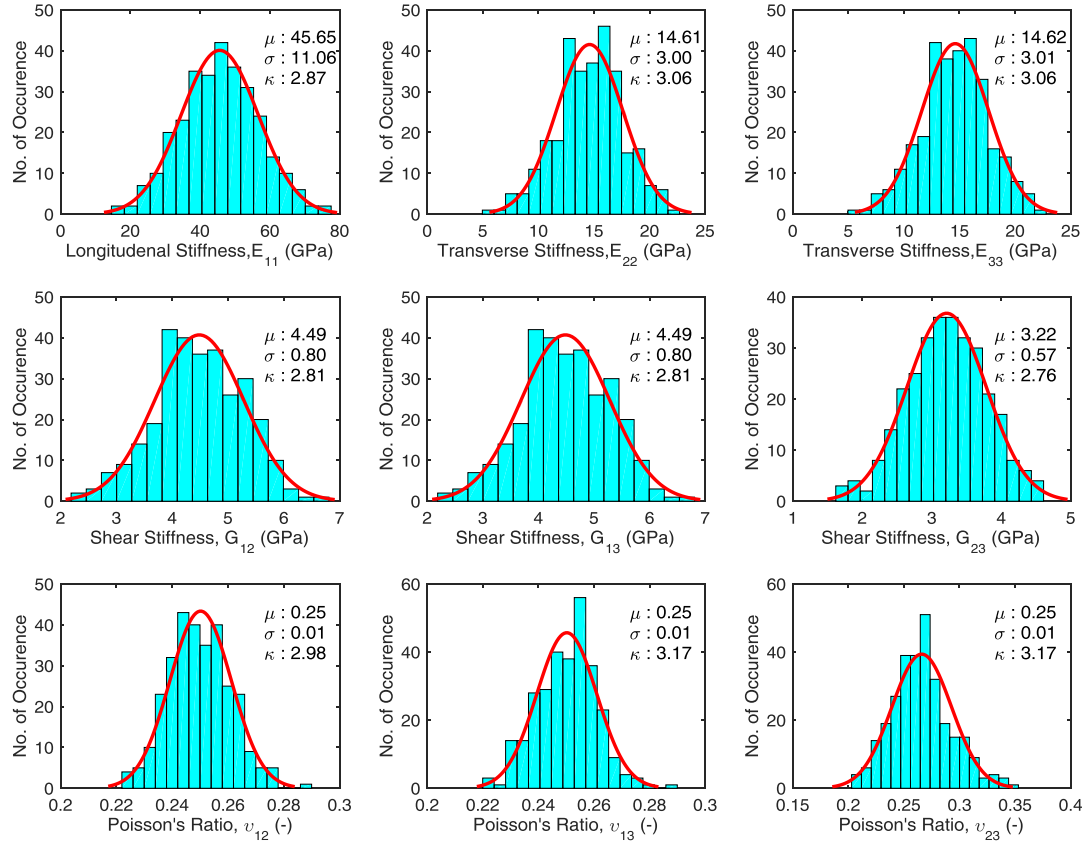 No. of Occurence
50
40
30
20
10
0
0 20 40 60 80
μ : 45.65
σ : 11.06
κ : 2.87
Longitudenal Stiffness,E11 (GPa)
No. of Occurence
50
40
30
20
10
0
0 5 10 15 20 25
μ : 14.61
σ : 3.00
κ : 3.06
Transverse Stiffness,E22 (GPa)
No. of Occurence
50
40
30
20
10
0
0 5 10 15 20 25
μ : 14.62
σ : 3.01
κ : 3.06
Transverse Stiffness,E33 (GPa)
No. of Occurence
50
40
30
20
10
0
2 3 4 5 6 7
μ : 4.49
σ : 0.80
κ : 2.81
Shear Stiffness, G12 (GPa)
No. of Occurence
50
40
30
20
10
0
2 3 4 5 6 7
μ : 4.49
σ : 0.80
κ : 2.81
Shear Stiffness, G13 (GPa)
No. of Occurence
40
30
20
10
0
1 2 3 4 5
μ : 3.22
σ : 0.57
κ : 2.76
Shear Stiffness, G23 (GPa)
No. of Occurence
50
40
30
20
10
0
0.2 0.22 0.24 0.26 0.28 0.3
μ : 0.25
σ : 0.01
κ : 2.98
Poisson's Ratio, υ12 (-)
No. of Occurence
60
40
20
0
0.2 0.22 0.24 0.26 0.28 0.3
μ : 0.25
σ : 0.01
κ : 3.17
Poisson's Ratio, υ13 (-)
No. of Occurence
60
40
20
0
0.15 0.2 0.25 0.3 0.35 0.4
μ : 0.25
σ : 0.01
κ : 3.17
Poisson's Ratio, υ23 (-)